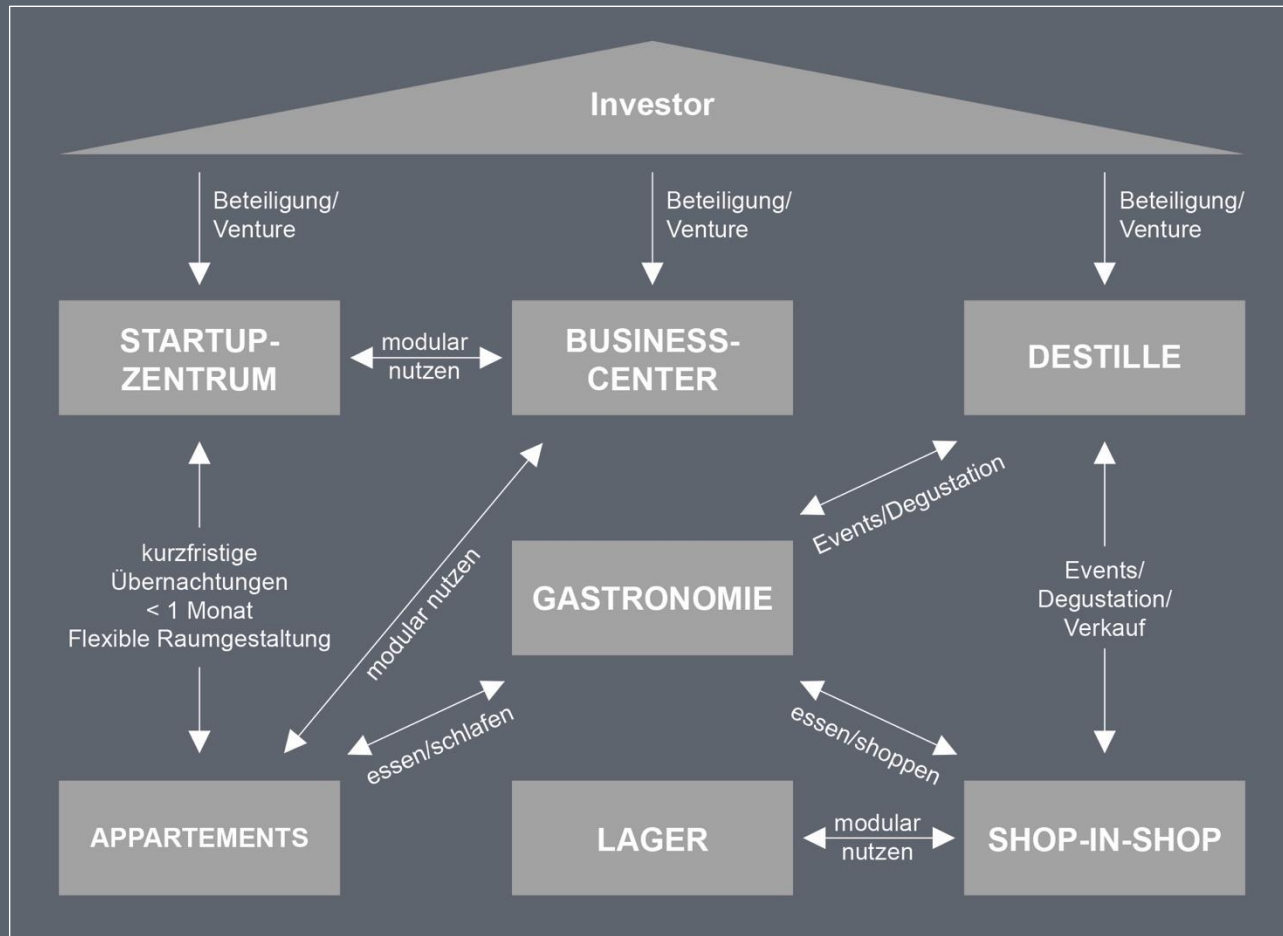 Investor
Beteiligung/
Venture
Beteiligung/
Venture
Beteiligung/
Venture
STARTUP-
ZENTRUM
modular
nutzen
BUSINESS-
CENTER
DESTILLE
kurzfristige
Übernachtungen
< 1 Monat
Flexible Raumgestaltung
modular nutzen
Events/Degustation
GASTRONOMIE
Events/
Degustation/
Verkauf
essen/schlafen
essen/shoppen
APPARTEMENTS
LAGER
modular
nutzen
SHOP-IN-SHOP